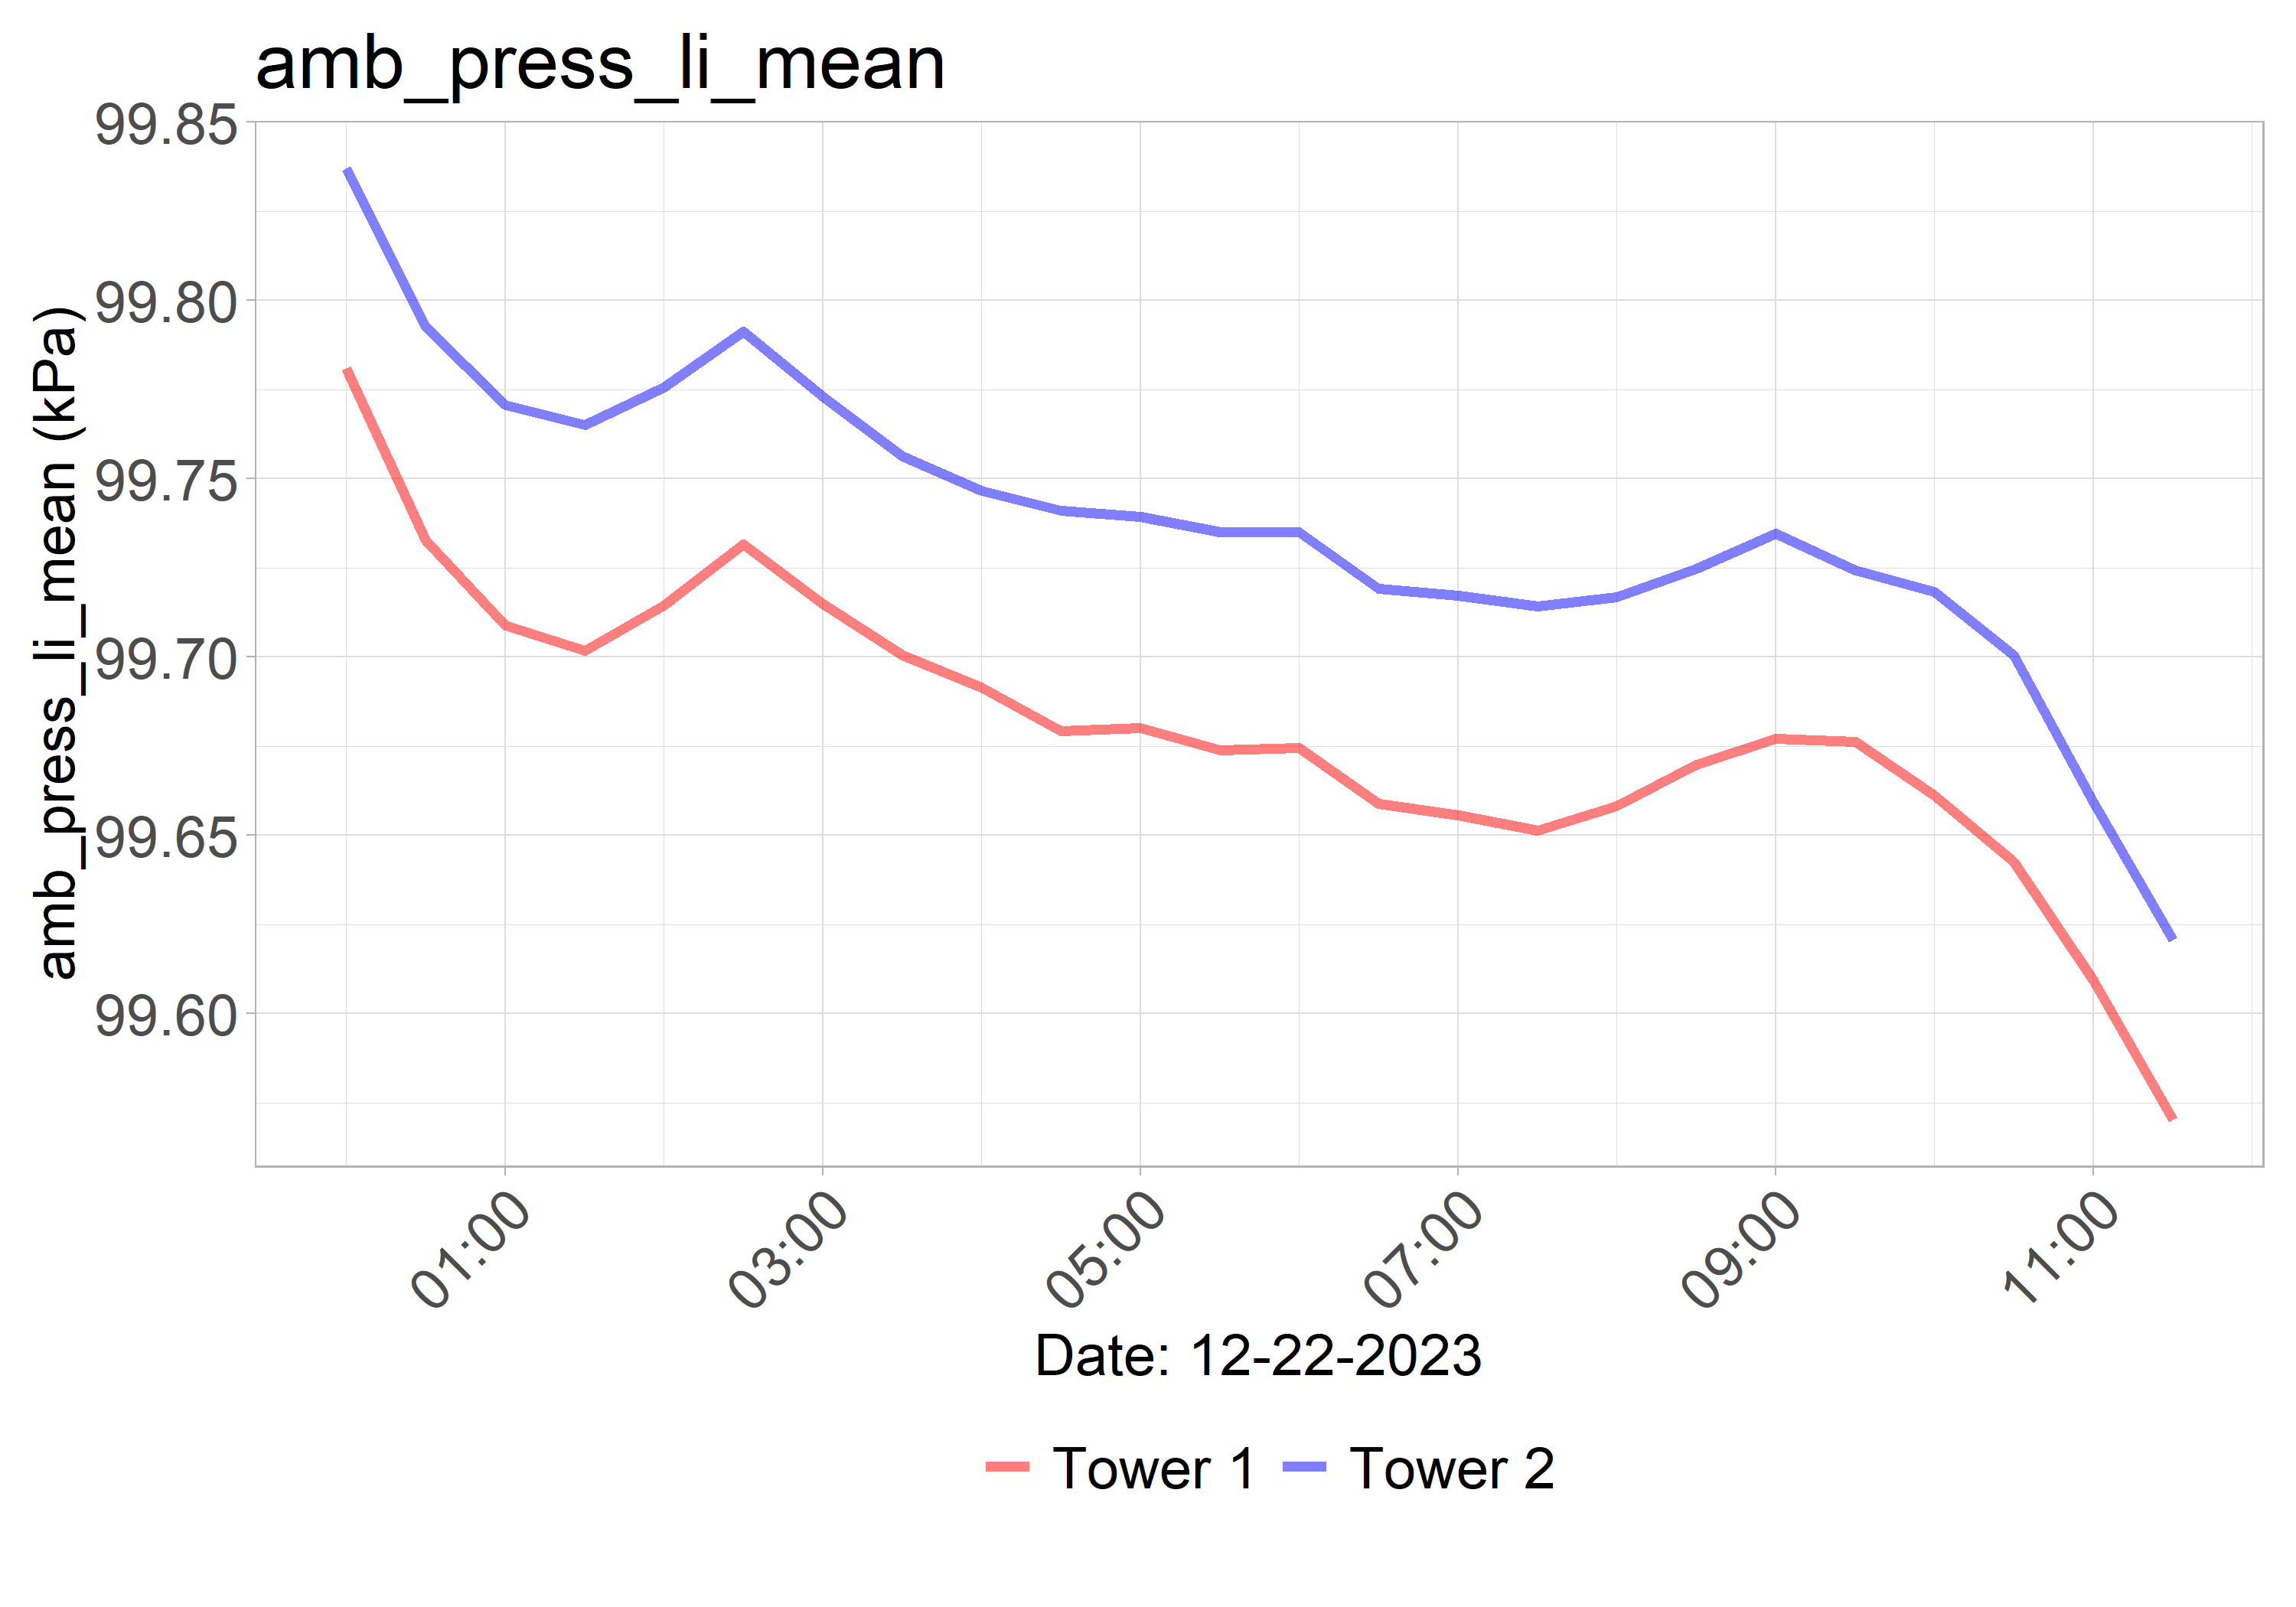 amb_press_li_mean
amb_press_li_mean (kPa)
99.85
99.80
99.75
99.70
99.65
99.60
01:00
03:00
05:00
07:00
09:00
11:00
Date: 12-22-2023
Tower 1
Tower 2